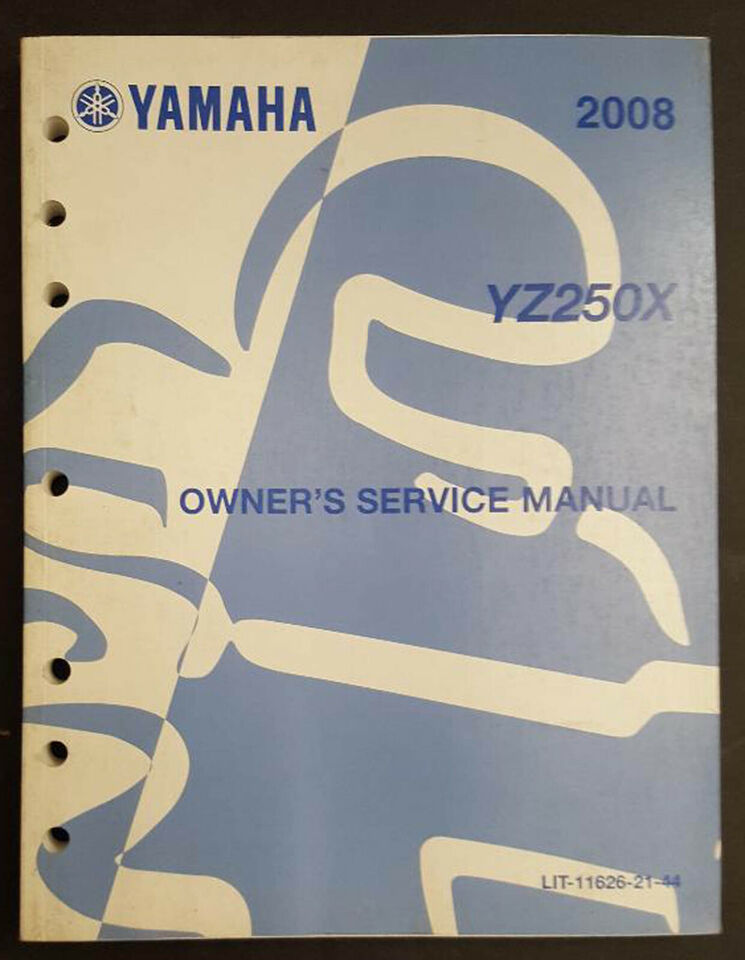 YAMAHA
2008
YZ250X
OWNER'S SERVICE MANUAL
LIT-11626-21-44